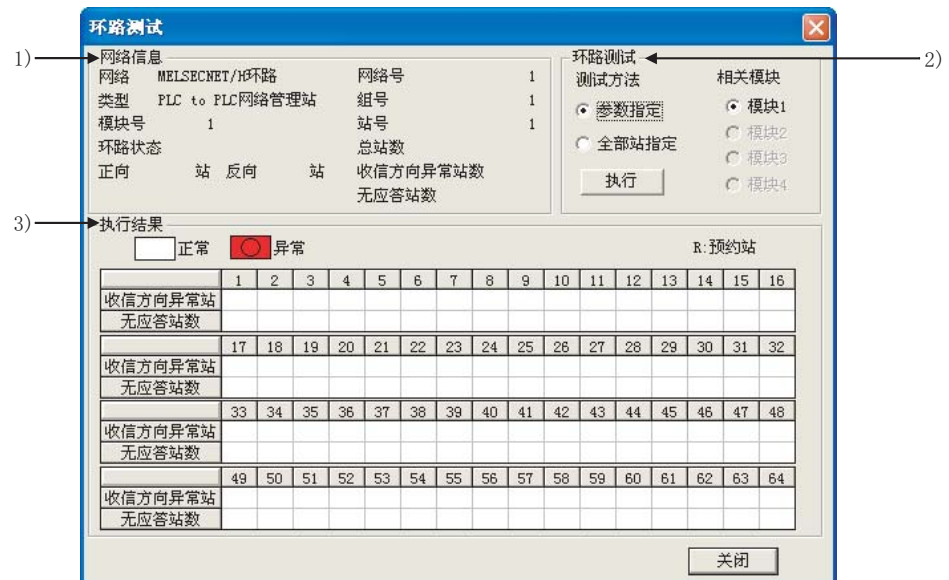 环路测试
1)
网络信息
网络 MELSECNET/H环路 网络号 1
类型 PLC to PLC网络管理站 组号 1
模块号 1 站号 1
环路状态 总站数
正向 站 反向 站 收信方向异常站数
无应答站数
环路测试
2)
测试方法 相关模块
参数指定 模块1
全部站指定 模块2
模块3
执行 模块4
3)
执行结果
正常 异常 R:预约站
1 2 3 4 5 6 7 8 9 10 11 12 13 14 15 16
收信方向异常站
无应答站数
17 18 19 20 21 22 23 24 25 26 27 28 29 30 31 32
收信方向异常站
无应答站数
33 34 35 36 37 38 39 40 41 42 43 44 45 46 47 48
收信方向异常站
无应答站数
49 50 51 52 53 54 55 56 57 58 59 60 61 62 63 64
收信方向异常站
无应答站数
关闭